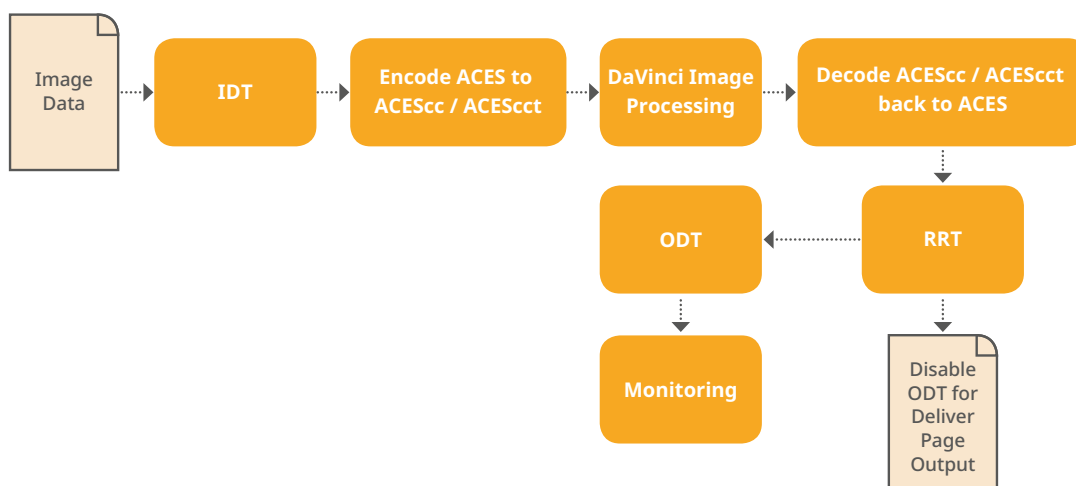 Image
Data
IDT
Encode ACES to
ACEScc / ACEScct
DaVinci Image
Processing
Decode ACEScc / ACEScct
back to ACES
ODT
RRT
Monitoring
Disable
ODT for
Deliver
Page
Output